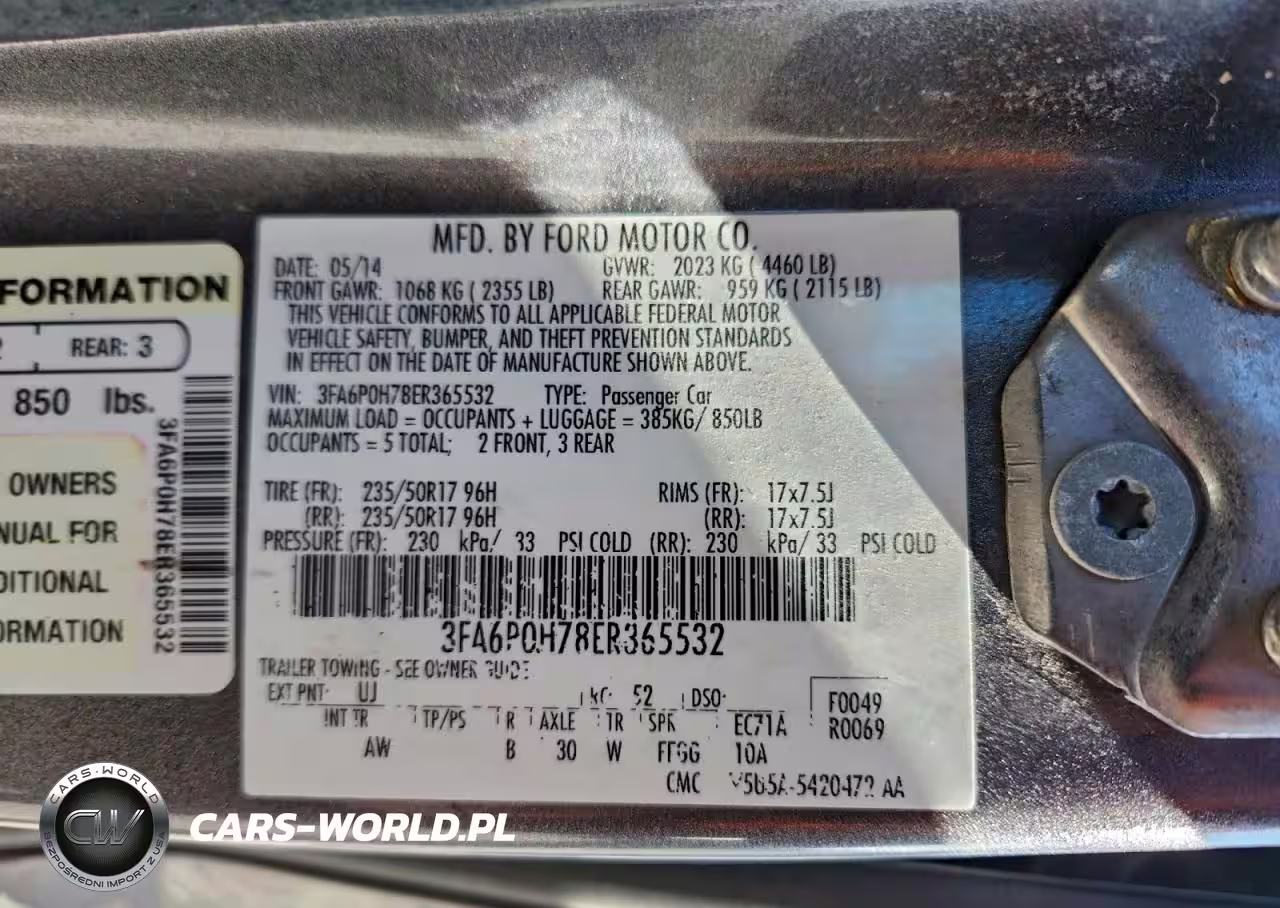 FORMATION
REAR: 3
850 lbs.
OWNERS
NUAL FOR
DITIONAL
ORMATION
3FA6P0H78ER365532
MFD. BY FORD MOTOR CO.
DATE: 05/14 GVWR: 2023 KG ( 4460 LB)
FRONT GAWR: 1068 KG ( 2355 LB) REAR GAWR: 959 KG ( 2115 LB)
THIS VEHICLE CONFORMS TO ALL APPLICABLE FEDERAL MOTOR
VEHICLE SAFETY, BUMPER, AND THEFT PREVENTION STANDARDS
IN EFFECT ON THE DATE OF MANUFACTURE SHOWN ABOVE.
VIN: 3FA6P0H78ER365532 TYPE: Passenger Car
MAXIMUM LOAD = OCCUPANTS + LUGGAGE = 385KG/ 850LB
OCCUPANTS = 5 TOTAL; 2 FRONT, 3 REAR
TIRE (FR): 235/50R17 96H RIMS (FR): 17x7.5J
(RR): 235/50R17 96H (RR): 17x7.5J
PRESSURE (FR): 230 kPa/ 33 PSI COLD (RR): 230 kPa/ 33 PSI COLD
3FA6P0H78ER365532
TRAILER TOWING - SEE OWNER GUIDE
EXT PNT: UJ 52 DSO: F0049
INT TR TP/PS R AXLE TR SPR EC71A R0069
AW B 30 W 10A
CMC
CARS-WORLD
CW
BEZPOŚREDNI IMPORT Z USA
CARS-WORLD.PL